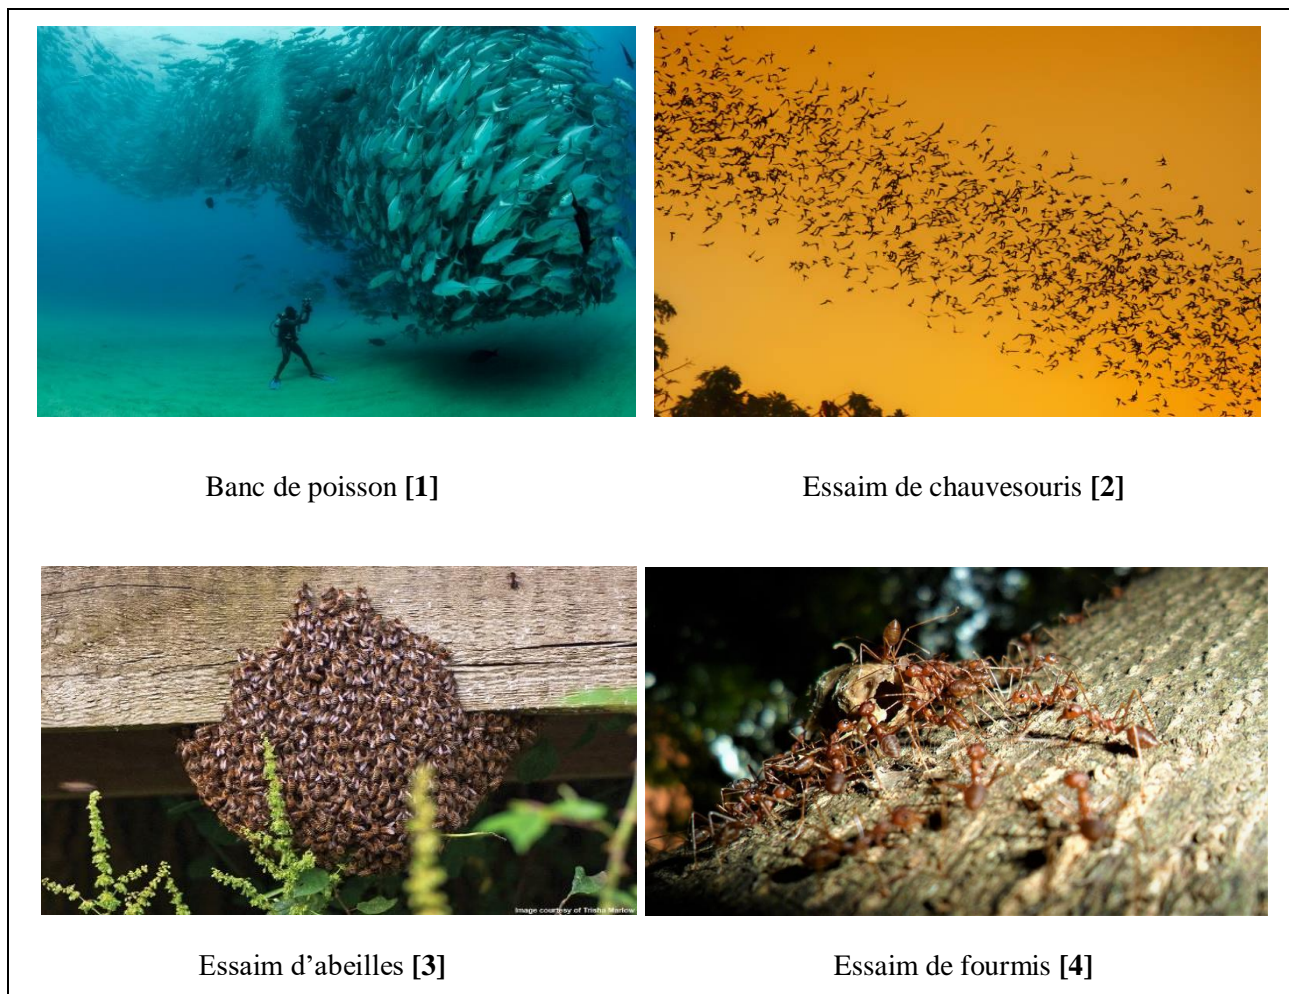 Banc de poisson [1]
Essaim de chauvesouris [2]
Image courtesy of Trisha Marlow
Essaim d’abeilles [3]
Essaim de fourmis [4]